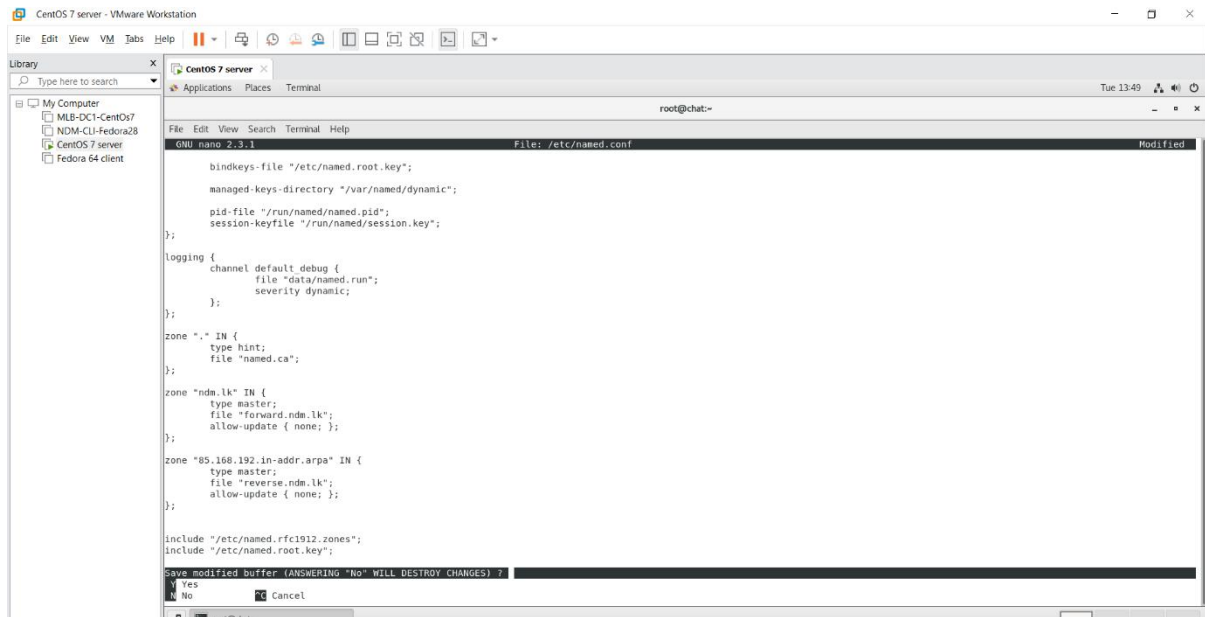 CentOS 7 server - VMware Workstation
File Edit View VM Tabs Help
Library
Type here to search
My Computer
MLB-DC1-CentOs7
NDM-CLI-Fedora28
CentOS 7 server
Fedora 64 client
CentOS 7 server
Applications Places Terminal Tue 13:49
root@chat:~
File Edit View Search Terminal Help
GNU nano 2.3.1 File: /etc/named.conf Modified
bindkeys-file "/etc/named.root.key";
managed-keys-directory "/var/named/dynamic";
pid-file "/run/named/named.pid";
session-keyfile "/run/named/session.key";
};
logging {
channel default_debug {
file "data/named.run";
severity dynamic;
};
};
zone "." IN {
type hint;
file "named.ca";
};
zone "ndm.lk" IN {
type master;
file "forward.ndm.lk";
allow-update { none; };
};
zone "85.168.192.in-addr.arpa" IN {
type master;
file "reverse.ndm.lk";
allow-update { none; };
};
include "/etc/named.rfc1912.zones";
include "/etc/named.root.key";
Save modified buffer (ANSWERING "No" WILL DESTROY CHANGES) ?
Y Yes
N No ^C Cancel